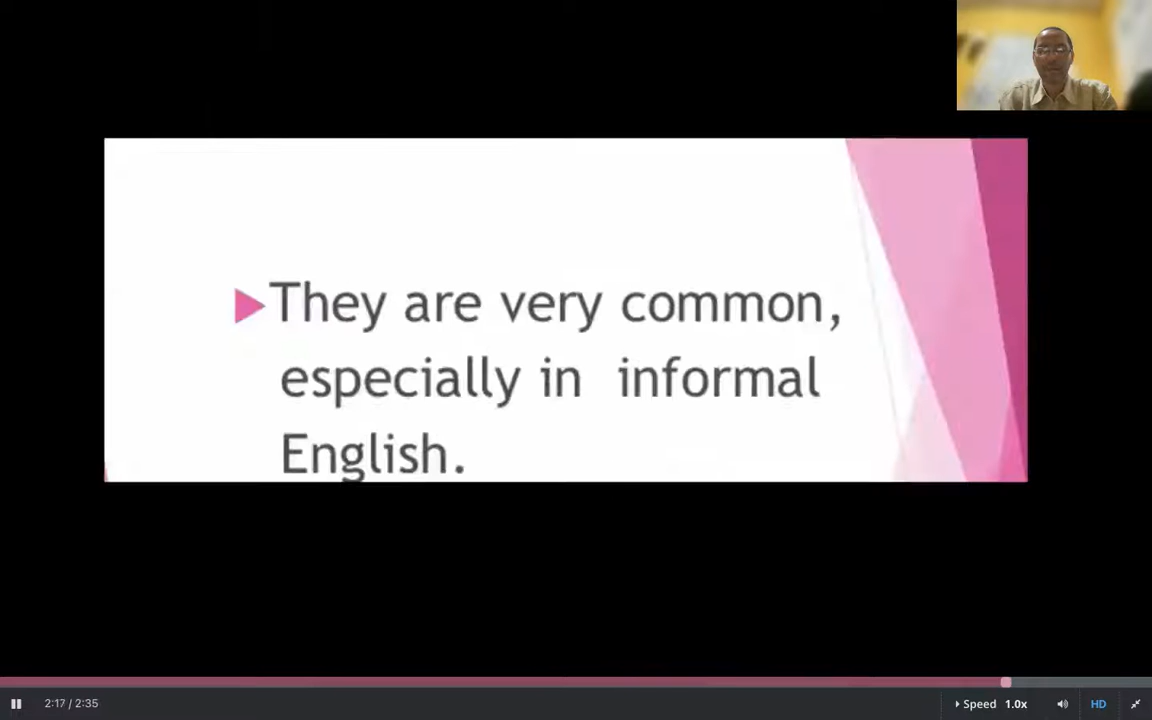 They are very common,
especially in informal
English.
2:17 / 2:35
Speed 1.0x
HD